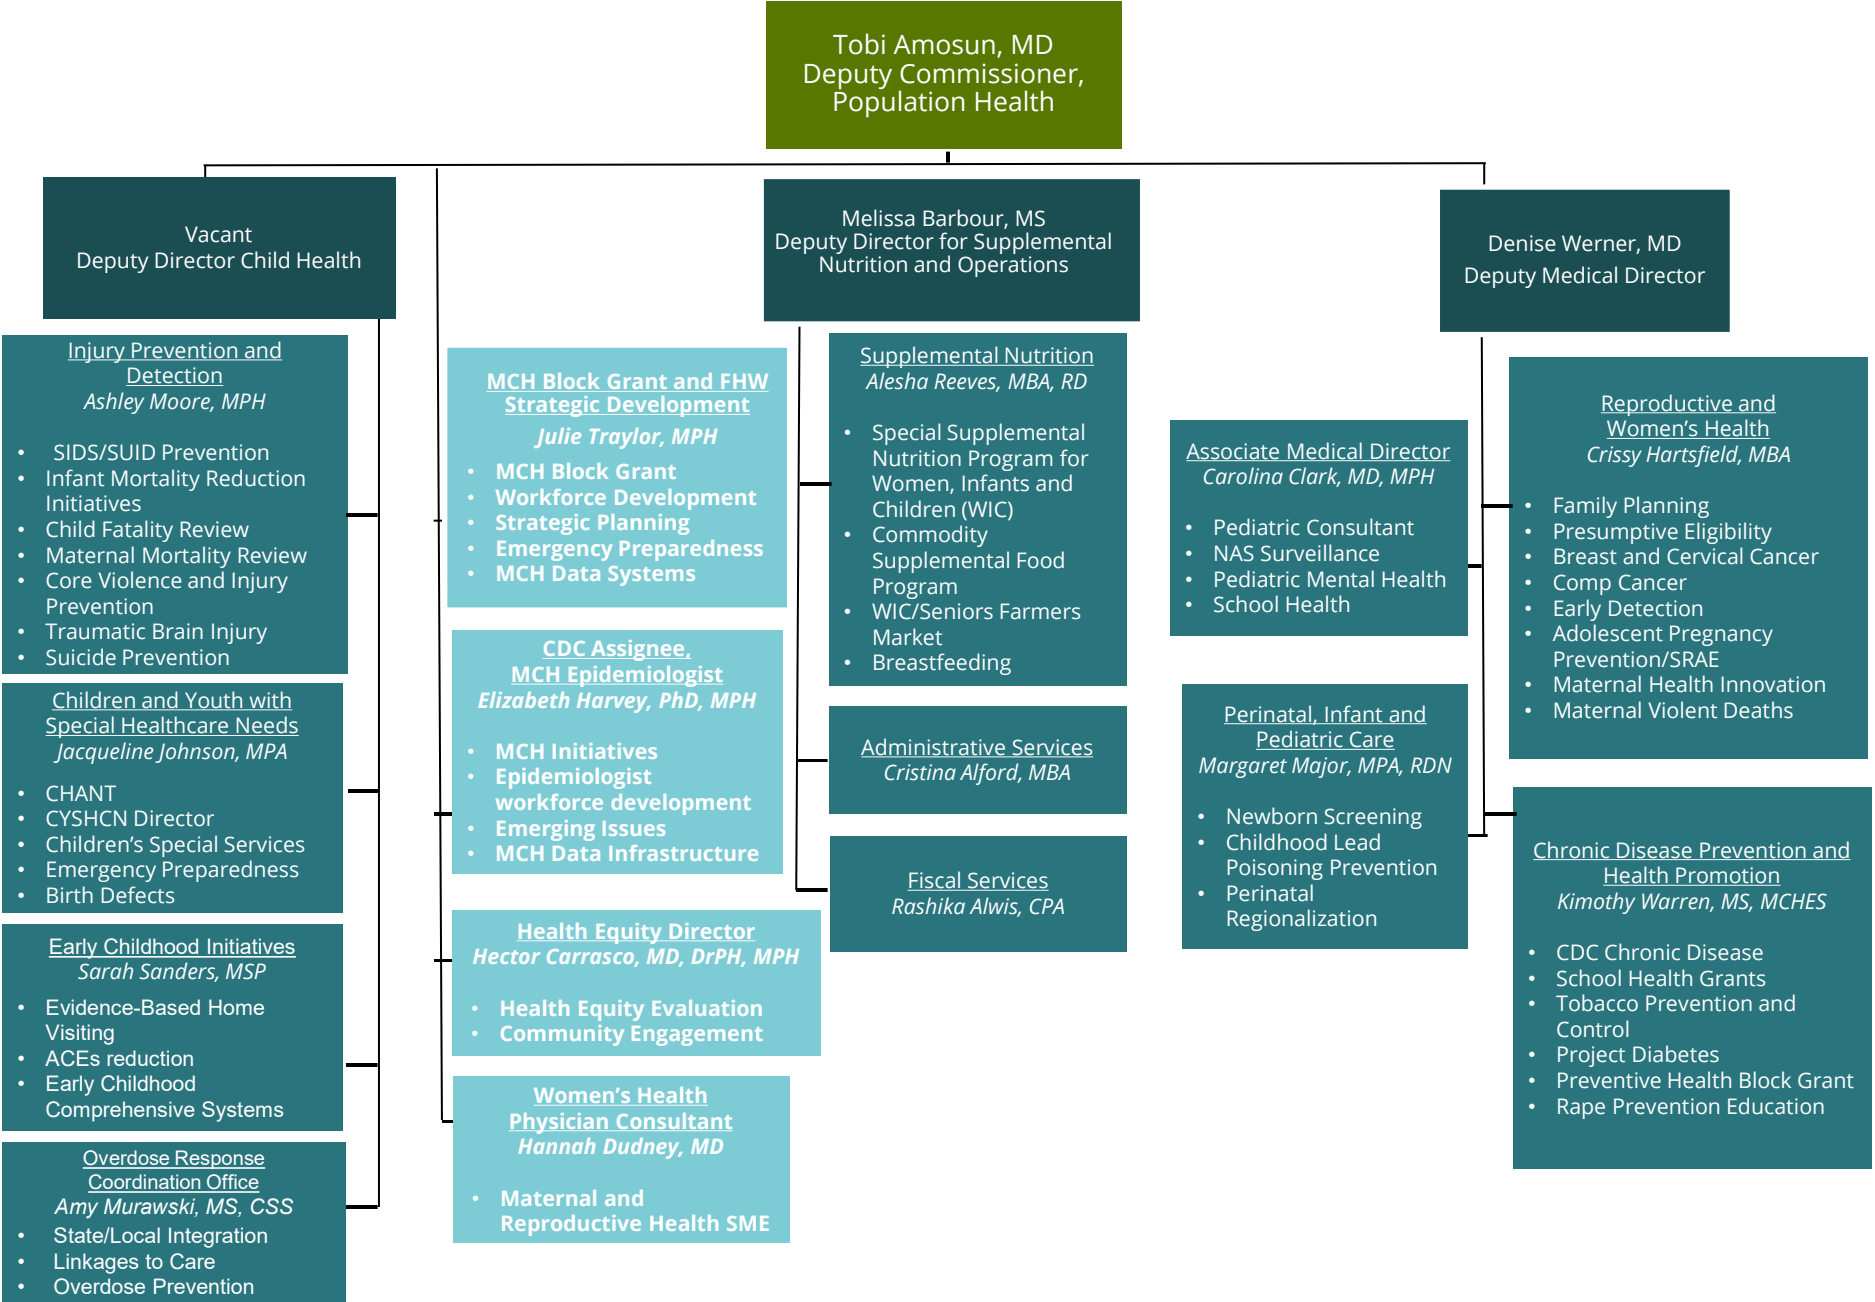 Tobi Amosun, MD
Deputy Commissioner,
Population Health
Vacant
Deputy Director Child Health
Injury Prevention and
Detection
Ashley Moore, MPH
• SIDS/SUID Prevention
• Infant Mortality Reduction
Initiatives
• Child Fatality Review
• Maternal Mortality Review
• Core Violence and Injury
Prevention
• Traumatic Brain Injury
• Suicide Prevention
Children and Youth with
Special Healthcare Needs
Jacqueline Johnson, MPA
• CHANT
• CYSHCN Director
• Children's Special Services
• Emergency Preparedness
• Birth Defects
Early Childhood Initiatives
Sarah Sanders, MSP
• Evidence-Based Home
Visiting
• ACEs reduction
• Early Childhood
Comprehensive Systems
Overdose Response
Coordination Office
Amy Murawski, MS, CSS
• State/Local Integration
• Linkages to Care
• Overdose Prevention
MCH Block Grant and FHW
Strategic Development
Julie Traylor, MPH
• MCH Block Grant
• Workforce Development
• Strategic Planning
• Emergency Preparedness
• MCH Data Systems
CDC Assignee,
MCH Epidemiologist
Elizabeth Harvey, PhD, MPH
• MCH Initiatives
• Epidemiologist
workforce development
• Emerging Issues
• MCH Data Infrastructure
Health Equity Director
Hector Carrasco, MD, DrPH, MPH
• Health Equity Evaluation
• Community Engagement
Women's Health
Physician Consultant
Hannah Dudney, MD
• Maternal and
Reproductive Health SME
Melissa Barbour, MS
Deputy Director for Supplemental
Nutrition and Operations
Supplemental Nutrition
Alesha Reeves, MBA, RD
• Special Supplemental
Nutrition Program for
Women, Infants and
Children (WIC)
• Commodity
Supplemental Food
Program
• WIC/Seniors Farmers
Market
• Breastfeeding
Administrative Services
Cristina Alford, MBA
Fiscal Services
Rashika Alwis, CPA
Denise Werner, MD
Deputy Medical Director
Associate Medical Director
Carolina Clark, MD, MPH
• Pediatric Consultant
• NAS Surveillance
• Pediatric Mental Health
• School Health
Perinatal, Infant and
Pediatric Care
Margaret Major, MPA, RDN
• Newborn Screening
• Childhood Lead
Poisoning Prevention
• Perinatal
Regionalization
Reproductive and
Women's Health
Crissy Hartsfield, MBA
• Family Planning
• Presumptive Eligibility
• Breast and Cervical Cancer
• Comp Cancer
• Early Detection
• Adolescent Pregnancy
Prevention/SRAE
• Maternal Health Innovation
• Maternal Violent Deaths
Chronic Disease Prevention and
Health Promotion
Kimothy Warren, MS, MCHES
• CDC Chronic Disease
• School Health Grants
• Tobacco Prevention and
Control
• Project Diabetes
• Preventive Health Block Grant
• Rape Prevention Education